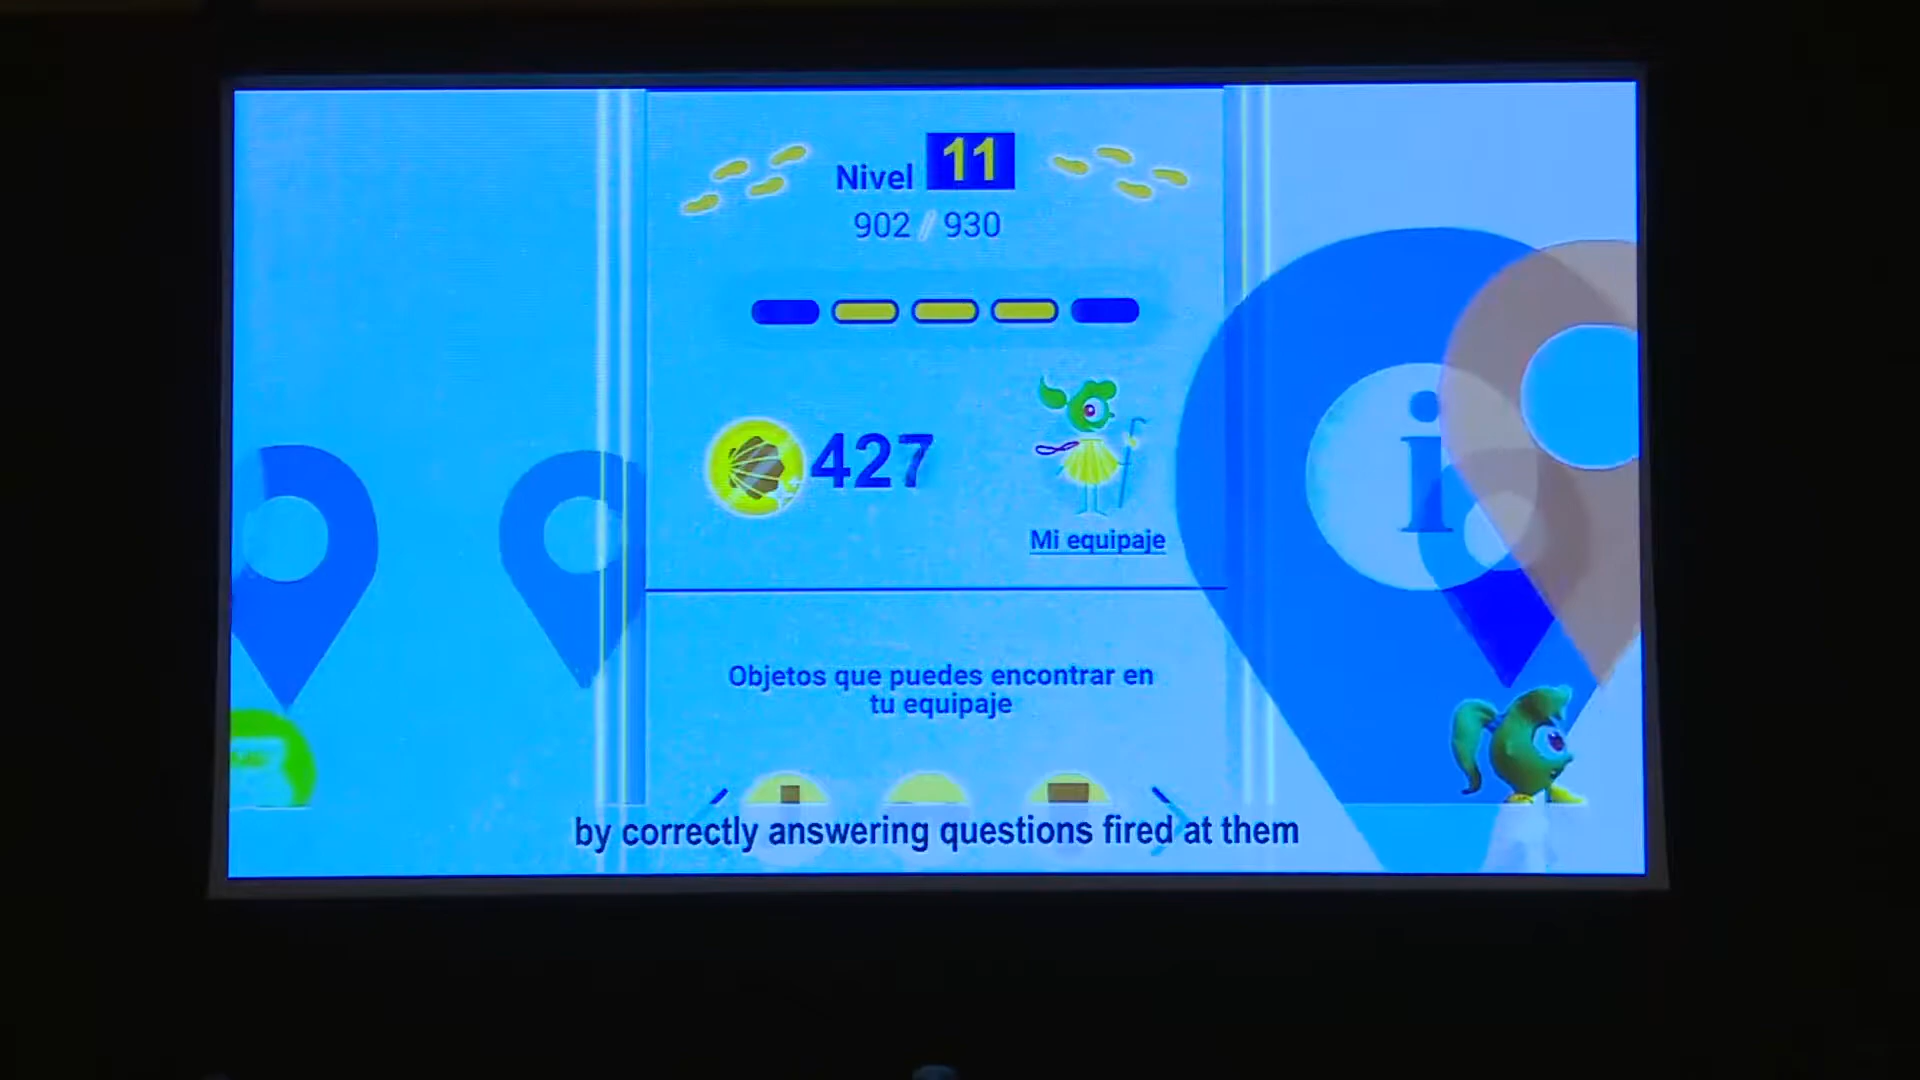 Nivel 11
902 / 930
427
Mi equipaje
Objetos que puedes encontrar en
tu equipaje
i
by correctly answering questions fired at them